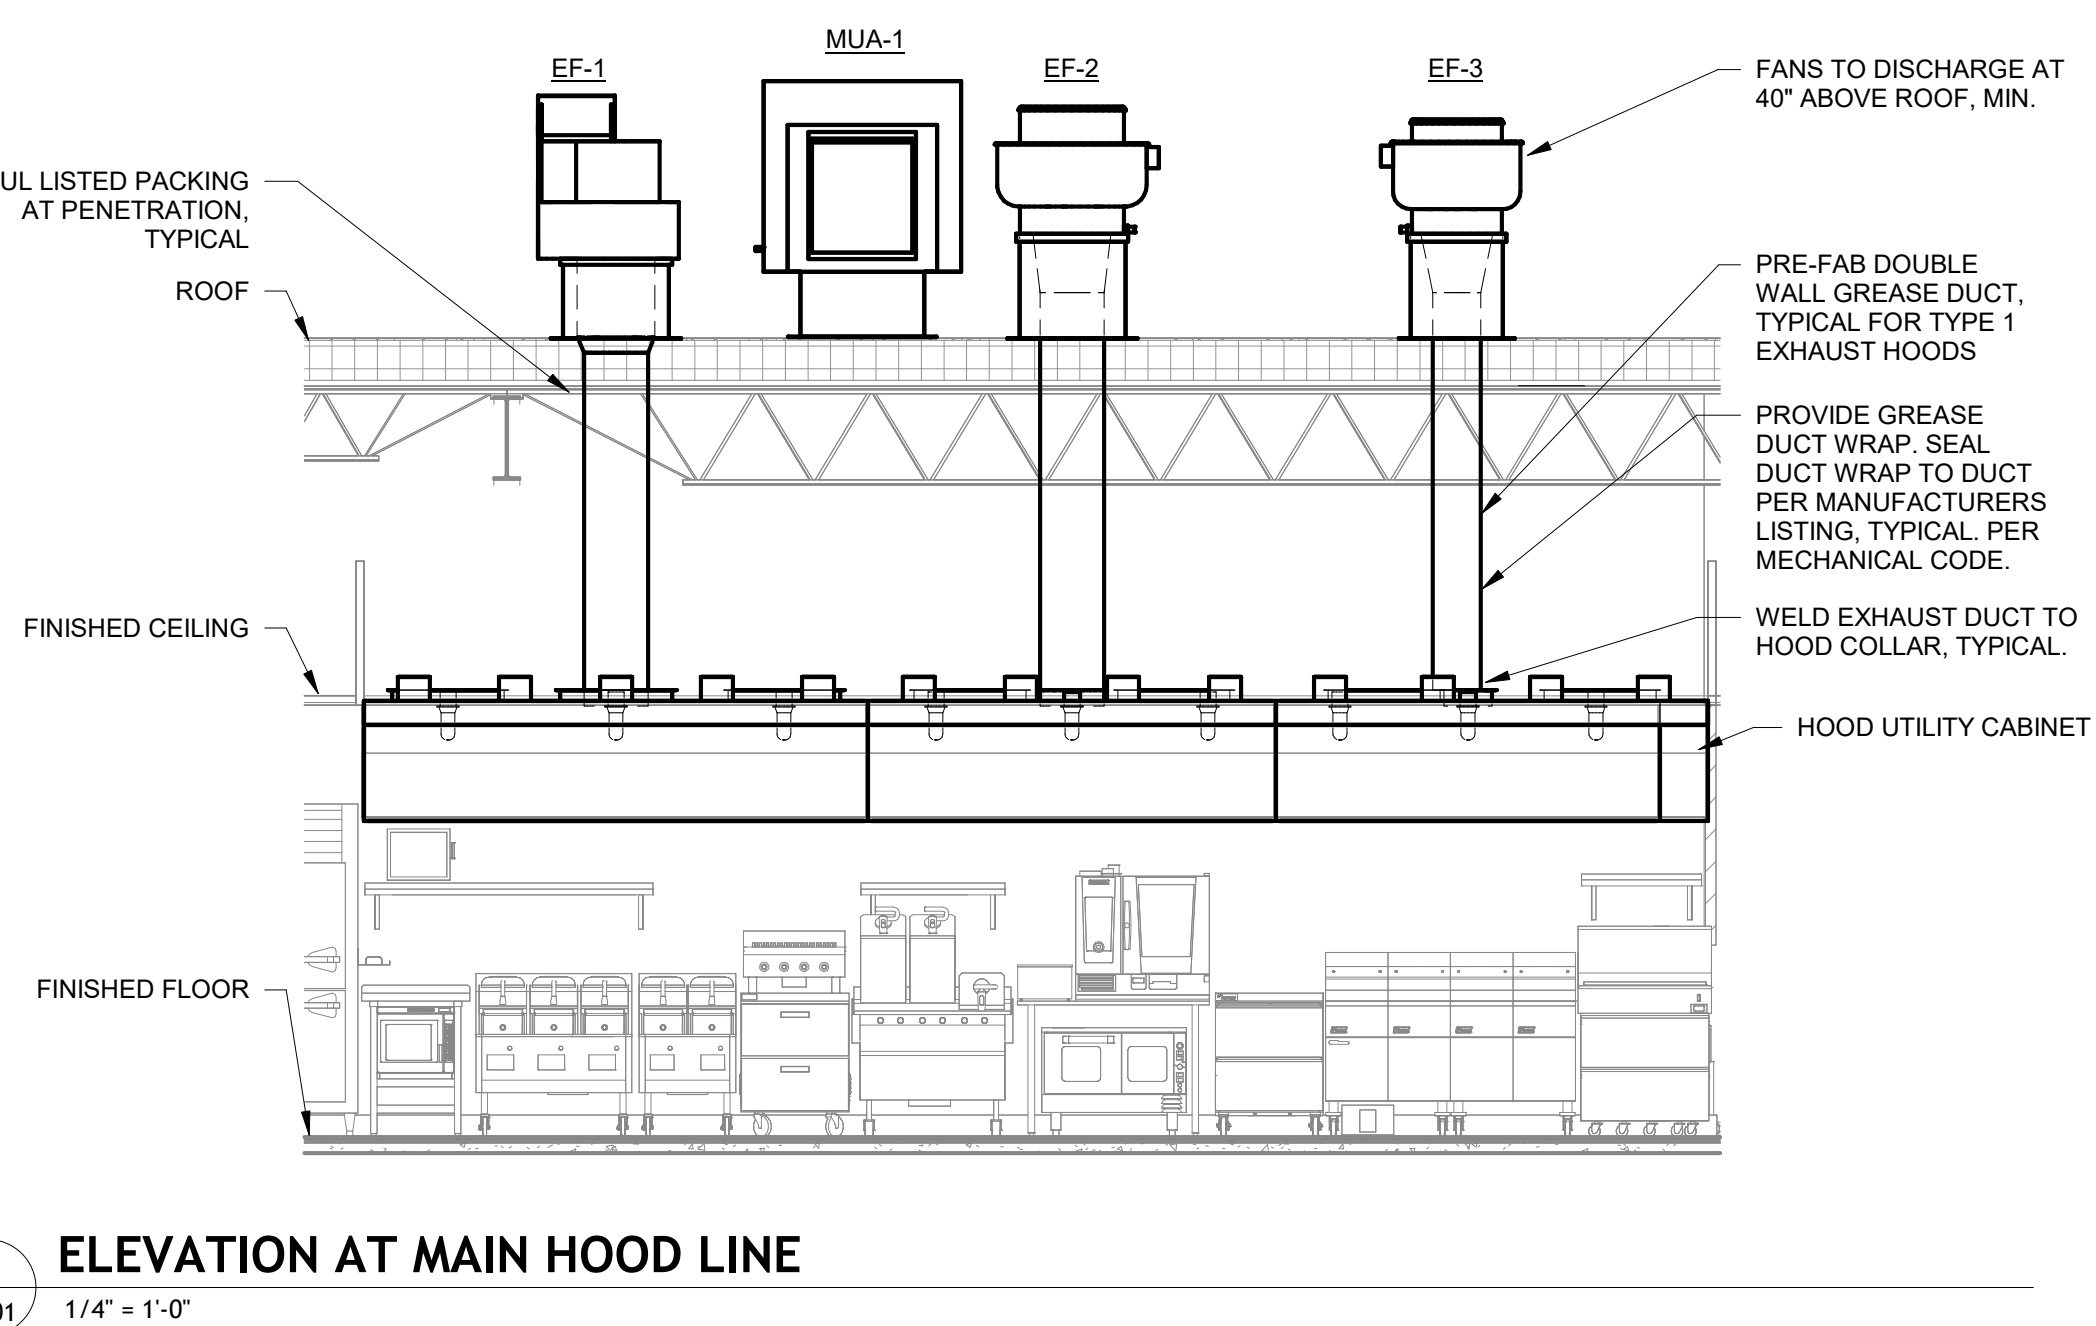 MUA-1
EF-1
EF-2
EF-3
FANS TO DISCHARGE AT
40" ABOVE ROOF, MIN.
UL LISTED PACKING
AT PENETRATION,
TYPICAL
ROOF
PRE-FAB DOUBLE
WALL GREASE DUCT,
TYPICAL FOR TYPE 1
EXHAUST HOODS
PROVIDE GREASE
DUCT WRAP. SEAL
DUCT WRAP TO DUCT
PER MANUFACTURERS
LISTING, TYPICAL. PER
MECHANICAL CODE.
FINISHED CEILING
WELD EXHAUST DUCT TO
HOOD COLLAR, TYPICAL.
HOOD UTILITY CABINET
FINISHED FLOOR
ELEVATION AT MAIN HOOD LINE
1/4" = 1'-0"